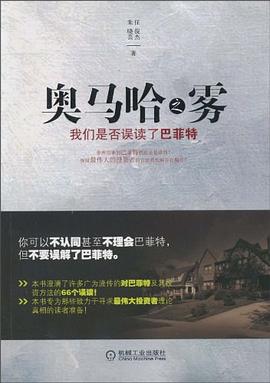 任俊杰
朱晓芸 著
奥马哈之雾
我们是否误读了巴菲特
你可以不认同甚至不理会巴菲特，
但不要误解了巴菲特。
本书澄清了许多广为流传的对巴菲特及其投
资方法的66个误读！
本书专为那些致力于寻求最伟大投资者理论
真相的读者准备！
机械工业出版社
China Machine Press